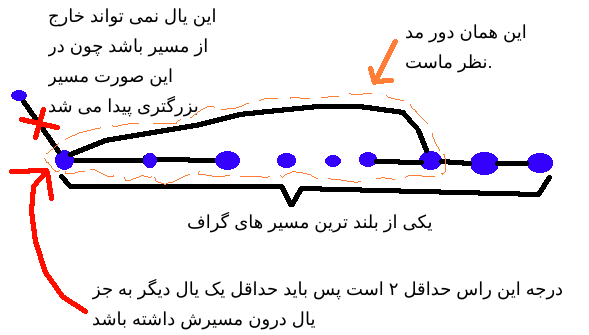 این یال نمی تواند خارج
از مسیر باشد چون در
این صورت مسیر
بزرگتری پیدا می شد
این همان دور مد
نظر ماست.
یکی از بلند ترین مسیر های گراف
درجه این راس حداقل ۲ است پس باید حداقل یک یال دیگر به جز
یال درون مسیرش داشته باشد